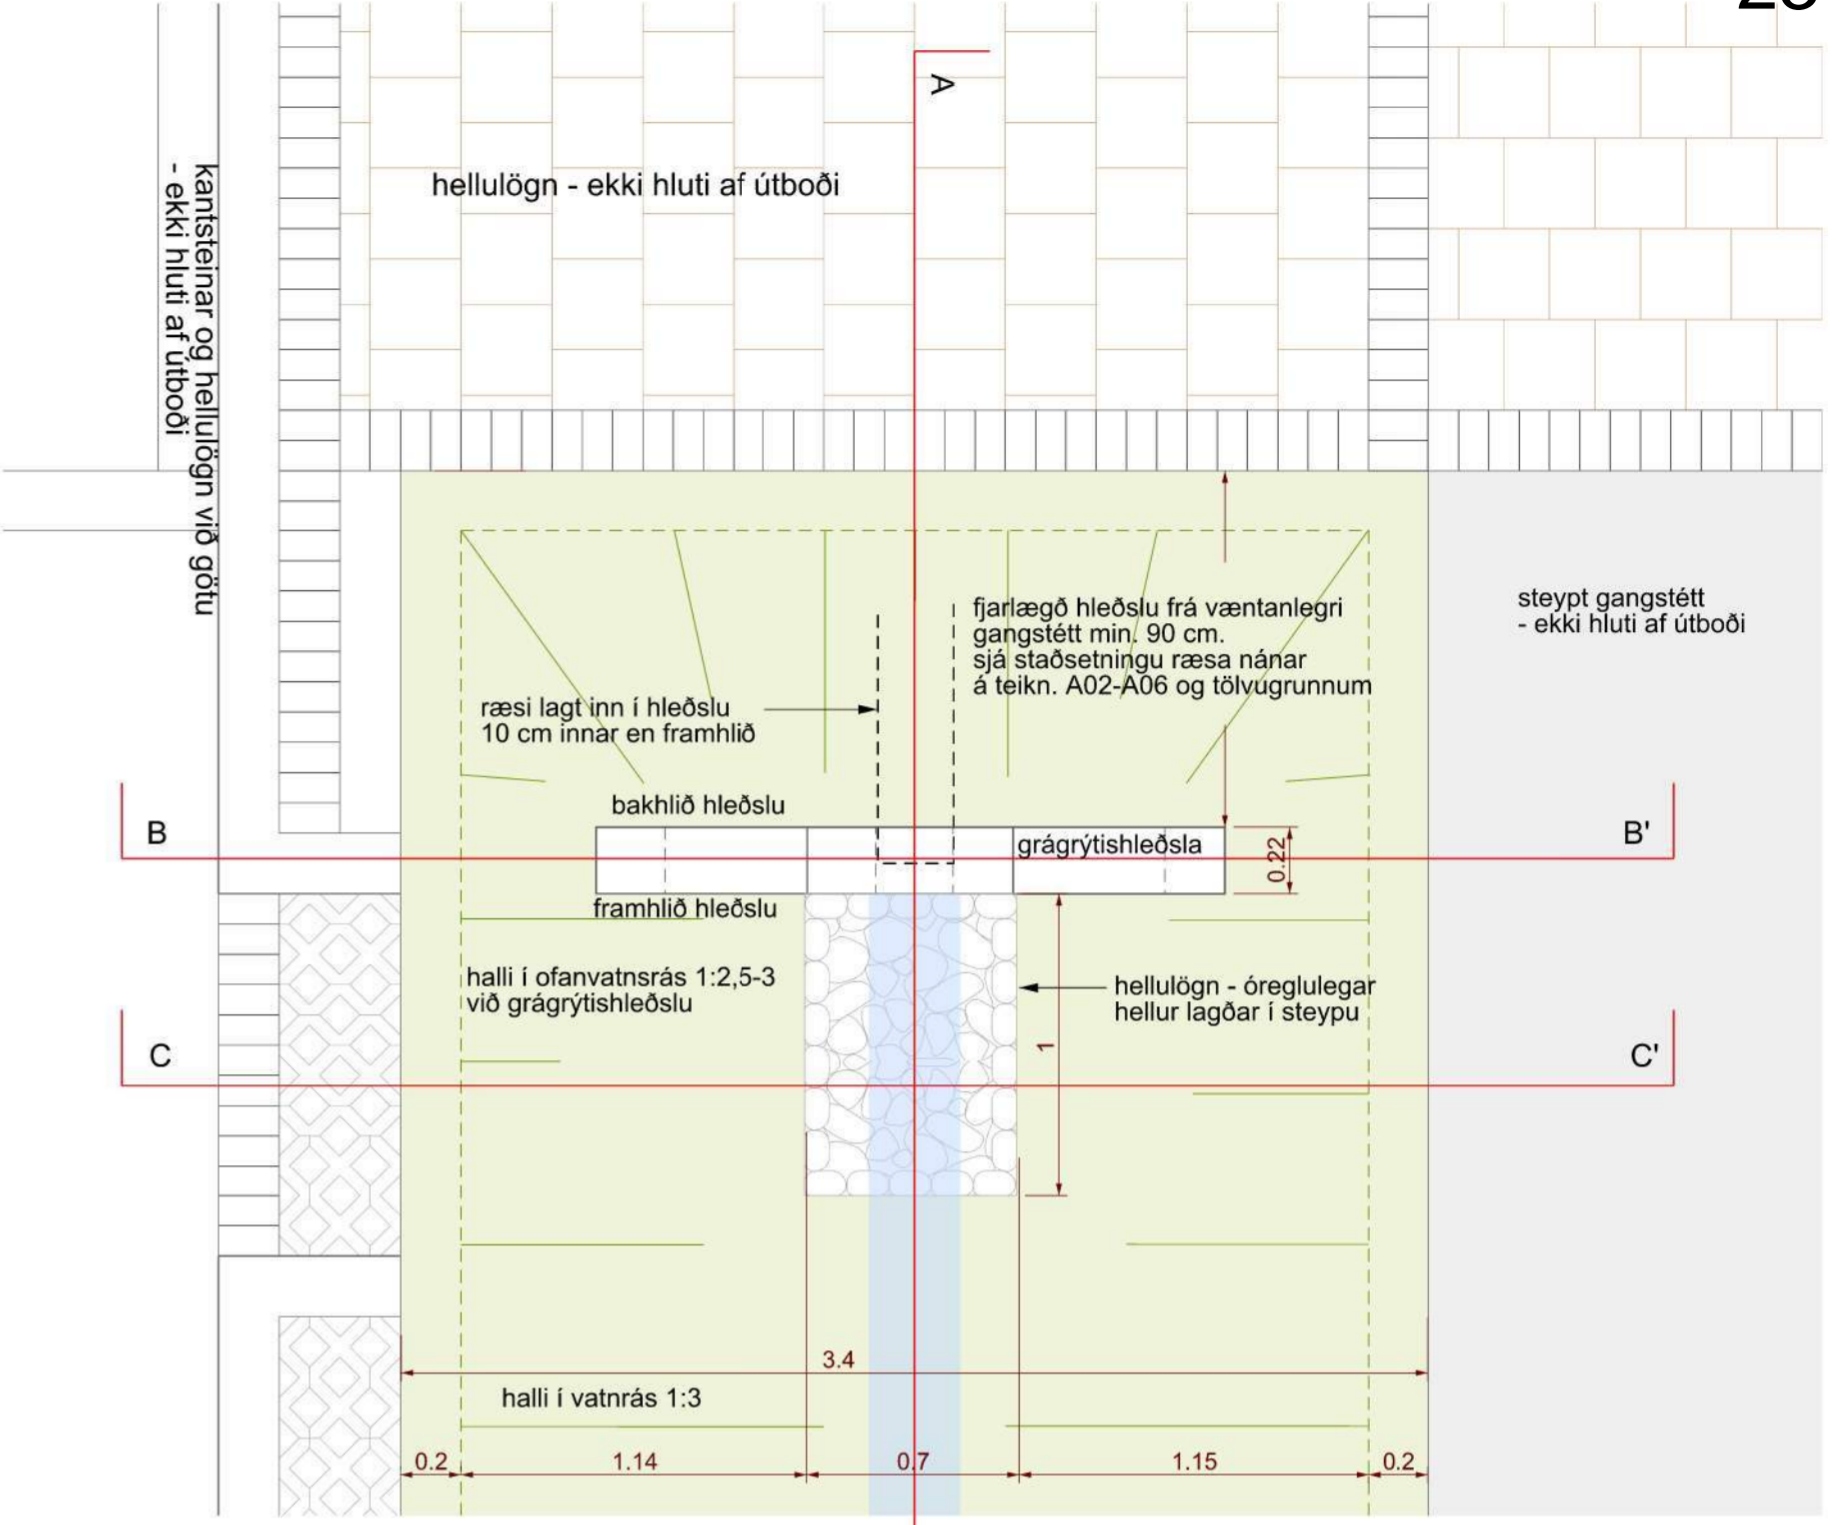 A
hellulögn - ekki hluti af útboði
kantsteinar og hellulögn við götu
- ekki hluti af útboði
fjarlægð hleðslu frá væntanlegri
gangstétt min. 90 cm.
sjá staðsetningu ræsa nánar
á teikn. A02-A06 og tölvugrunnum
steypt gangstétt
- ekki hluti af útboði
ræsi lagt inn í hleðslu
10 cm innar en framhlið
bakhlið hleðslu
B
grágrýtishleðsla
0.22
B'
framhlið hleðslu
halli í ofanvatnsrás 1:2,5-3
við grágrýtishleðslu
hellulögn - óreglulegar
hellur lagðar í steypu
C
1
C'
3.4
halli í vatnrás 1:3
0.2
1.14
0.7
1.15
0.2